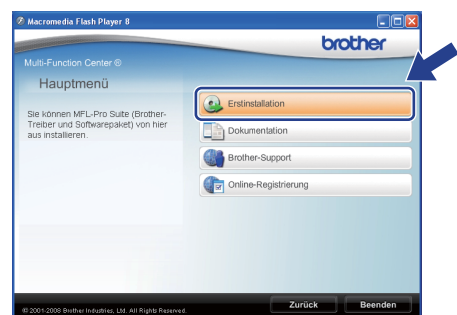 Macromedia Flash Player 8
brother
Multi-Function Center ®
Hauptmenü
Sie können MFL-Pro Suite (Brother-
Treiber und Softwarepaket) von hier
aus installieren.
Erstinstallation
Dokumentation
Brother-Support
Online-Registrierung
© 2001-2008 Brother Industries, Ltd. All Rights Reserved.
Zurück
Beenden